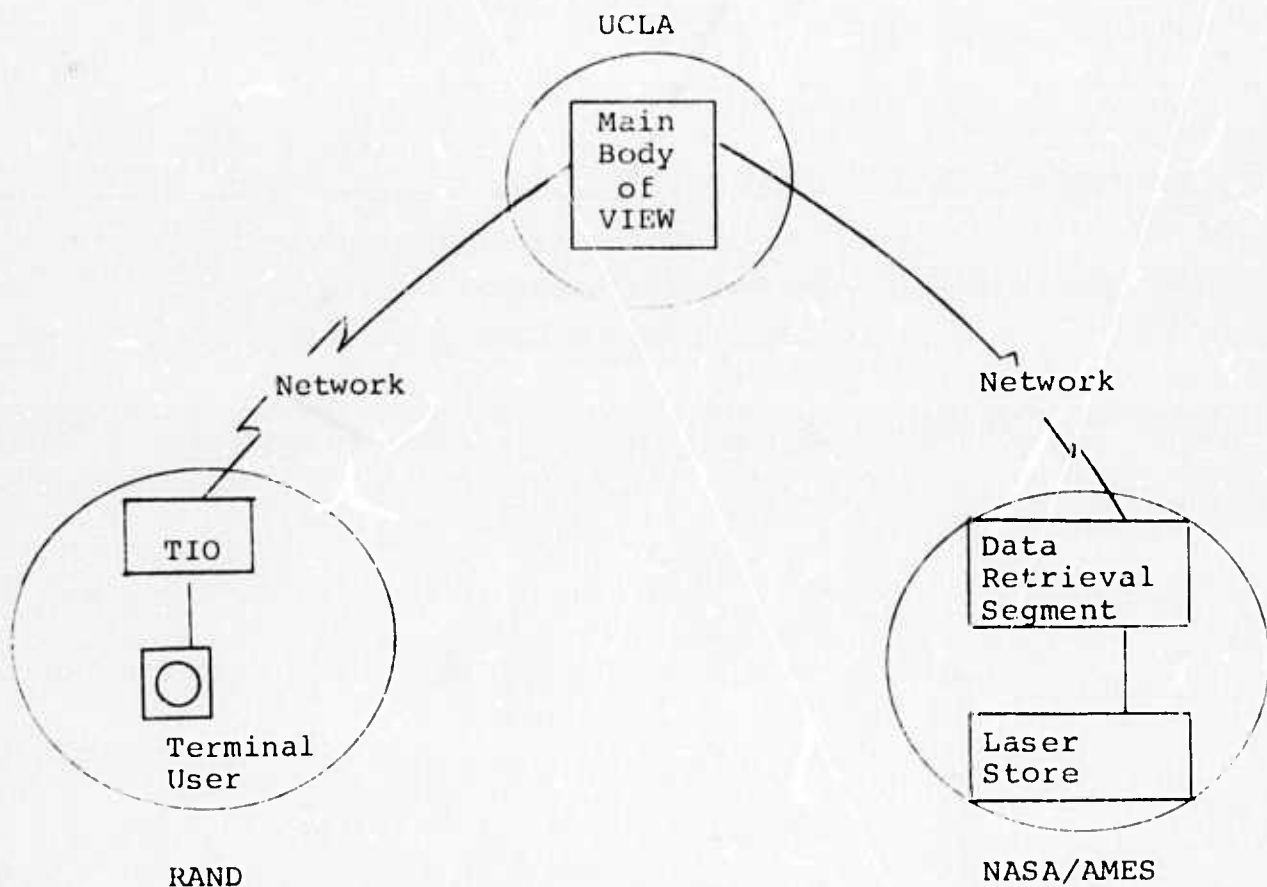 UCLA
Main
Body
of
VIEW
Network
Network
TIO
Terminal
User
Data
Retrieval
Segment
Laser
Store
RAND
NASA/AMES